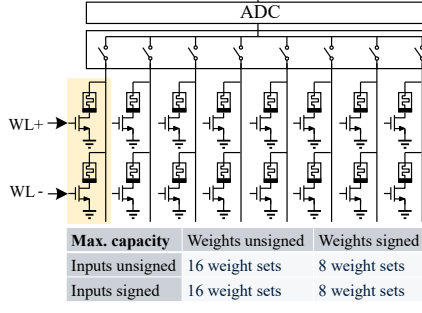 ADC
WL+
WL -
Max. capacity Weights unsigned Weights signed
Inputs unsigned 16 weight sets 8 weight sets
Inputs signed 16 weight sets 8 weight sets